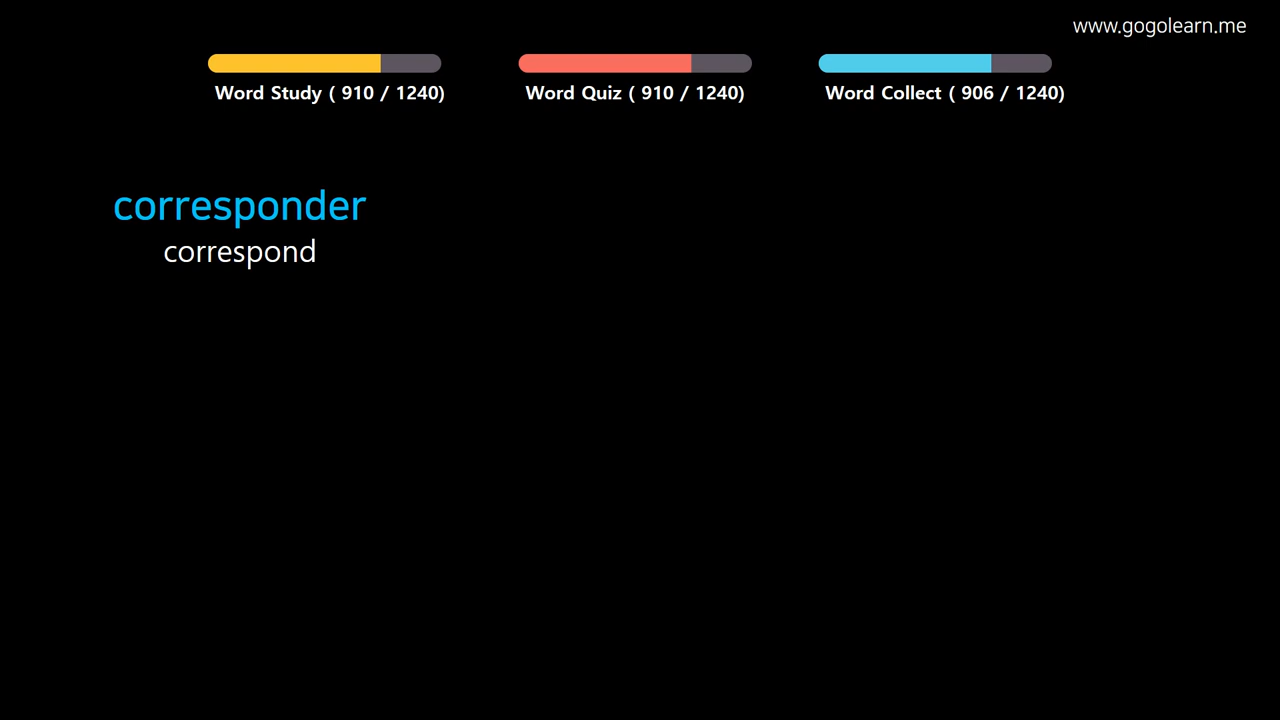 www.gogolearn.me
Word Study ( 910 / 1240)
Word Quiz ( 910 / 1240)
Word Collect ( 906 / 1240)
corresponder
correspond